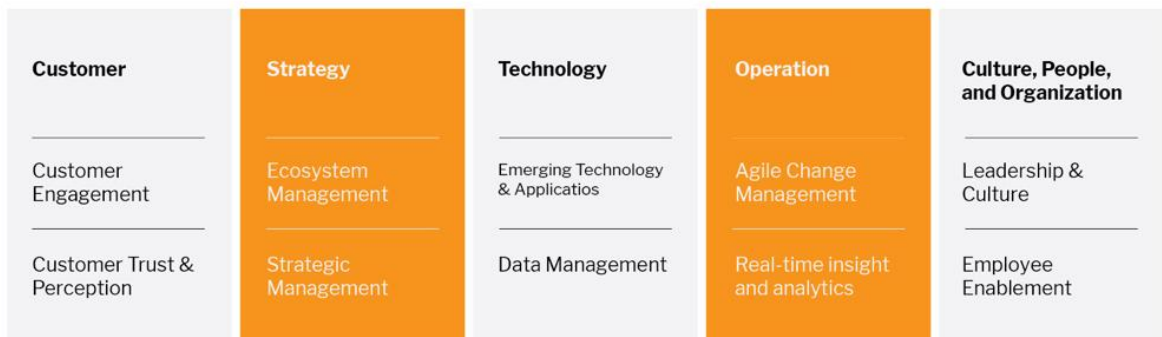 Customer
Customer
Engagement
Customer Trust &
Perception
Strategy
Ecosystem
Management
Strategic
Management
Technology
Emerging Technology
& Applicatios
Data Management
Operation
Agile Change
Management
Real-time insight
and analytics
Culture, People,
and Organization
Leadership &
Culture
Employee
Enablement